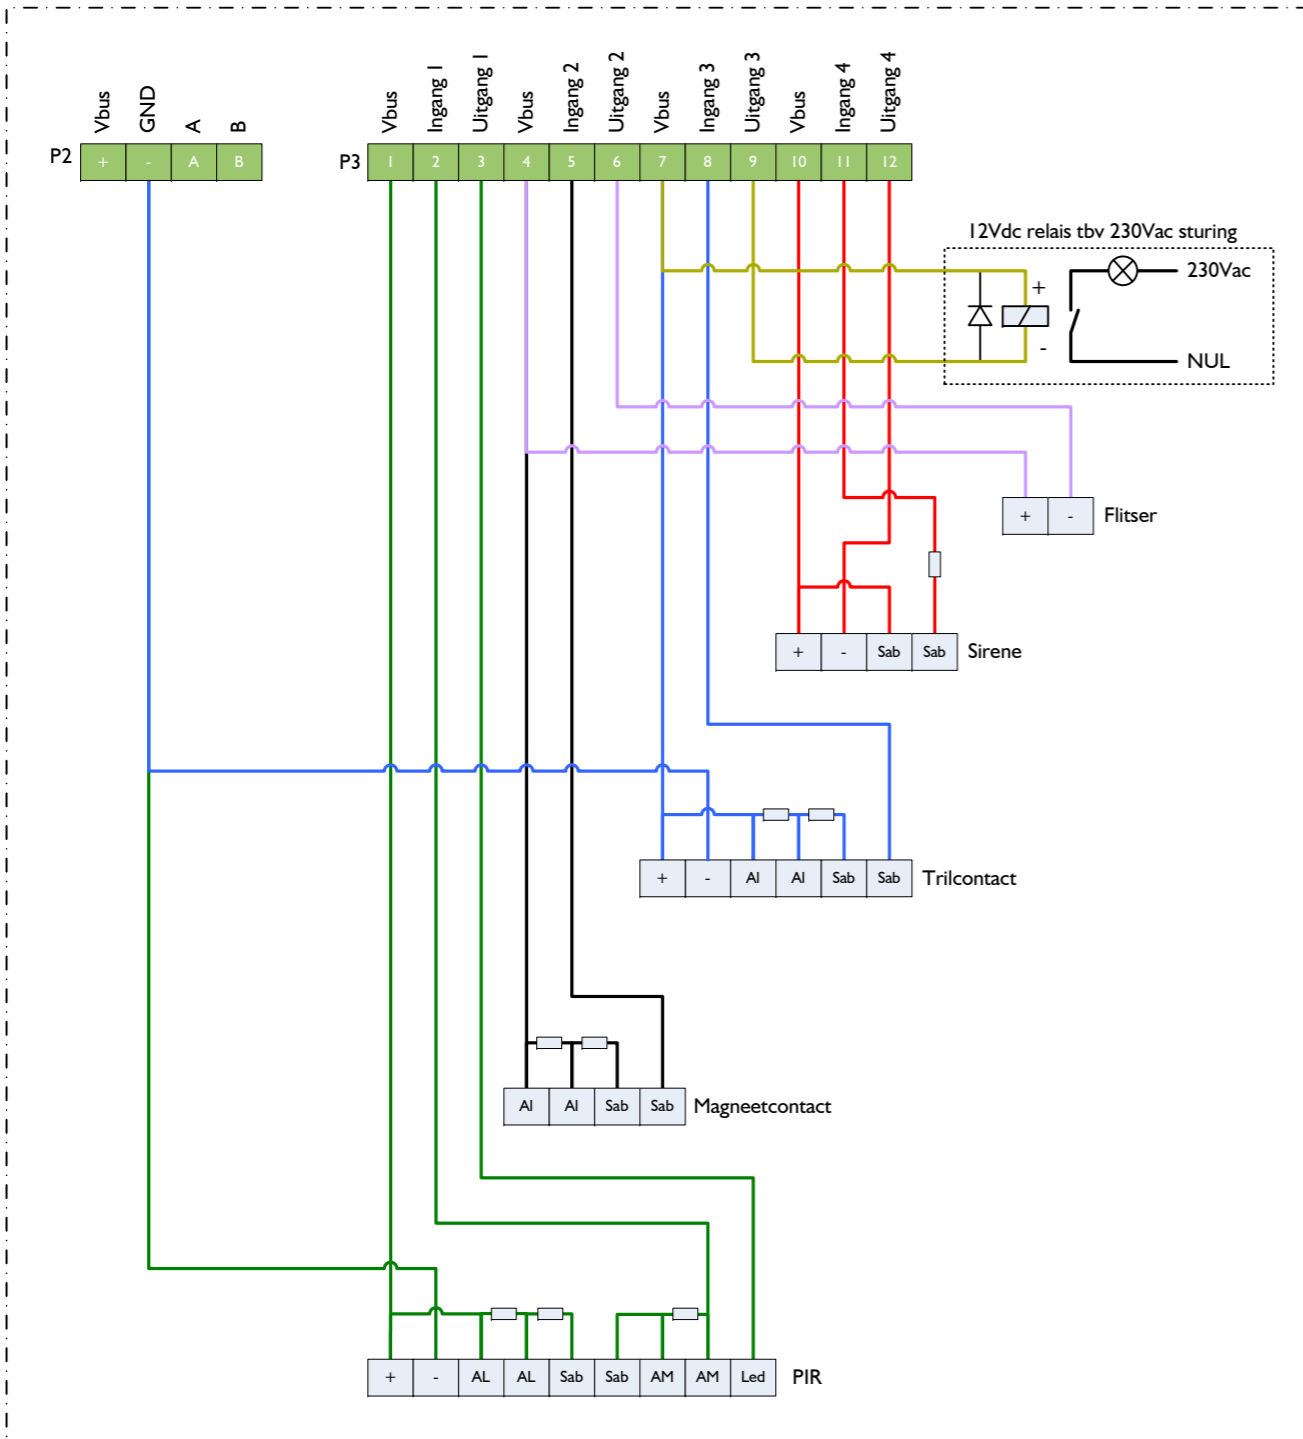 Vbus GND A B
Vbus Ingang 1 Uitgang 1 Vbus Ingang 2 Uitgang 2 Vbus Ingang 3 Uitgang 3 Vbus Ingang 4 Uitgang 4
P2 + - A B
P3 1 2 3 4 5 6 7 8 9 10 11 12
12Vdc relais tbv 230Vac sturing
230Vac
+
-
NUL
+ - Flitser
+ - Sab Sab Sirene
+ - Al Al Sab Sab Trilcontact
Al Al Sab Sab Magneetcontact
+ - AL AL Sab Sab AM AM Led PIR